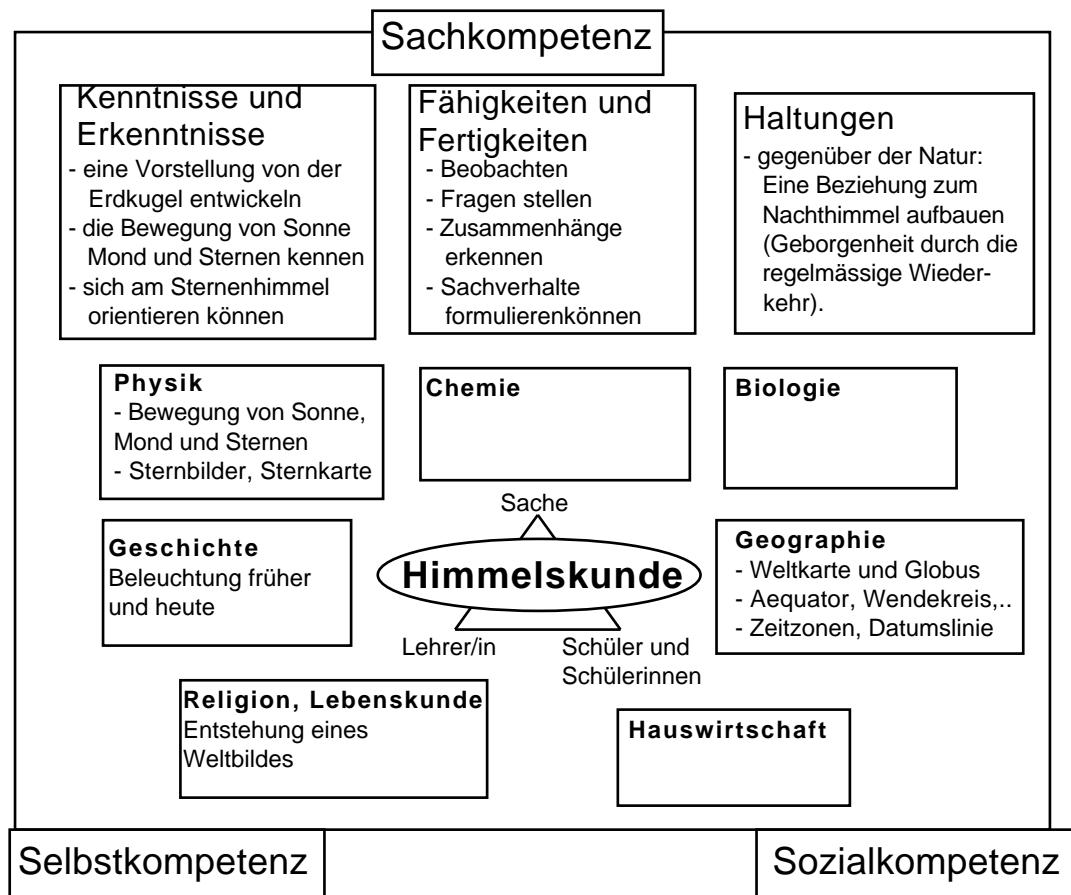 Sachkompetenz
Kenntnisse und
Erkenntnisse
- eine Vorstellung von der
Erdkugel entwickeln
- die Bewegung von Sonne
Mond und Sternen kennen
- sich am Sternenhimmel
orientieren können
Fähigkeiten und
Fertigkeiten
- Beobachten
- Fragen stellen
- Zusammenhänge
erkennen
- Sachverhalte
formulierenkönnen
Haltungen
- gegenüber der Natur:
Eine Beziehung zum
Nachthimmel aufbauen
(Geborgenheit durch die
regelmässige Wieder-
kehr).
Physik
- Bewegung von Sonne,
Mond und Sternen
- Sternbilder, Sternkarte
Chemie
Biologie
Sache
Geschichte
Beleuchtung früher
und heute
Himmelskunde
Geographie
- Weltkarte und Globus
- Aequator, Wendekreis,..
- Zeitzonen, Datumslinie
Lehrer/in
Schüler und
Schülerinnen
Religion, Lebenskunde
Entstehung eines
Weltbildes
Hauswirtschaft
Selbstkompetenz
Sozialkompetenz